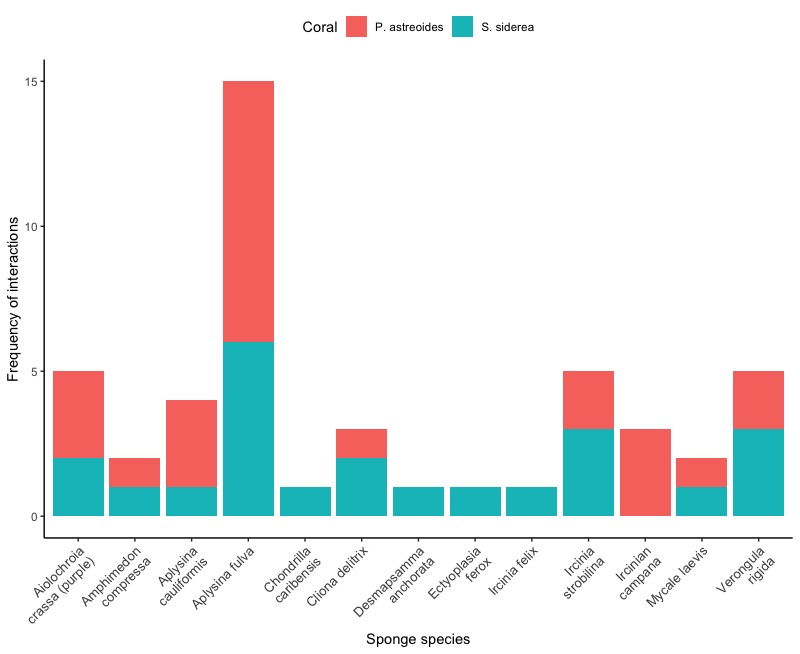 Coral P. astreoides S. siderea
Frequency of interactions
15
10
5
0
Aiolochroia
crassa (purple)
Amphimedon
compressa
Aplysina
cauliformis
Aplysina fulva
Chondrilla
caribensis
Cliona delitrix
Desmapsamma
anchorata
Ectyoplasia
ferox
Ircinia felix
Ircinia
strobilina
Ircinian
campana
Mycale laevis
Verongula
rigida
Sponge species